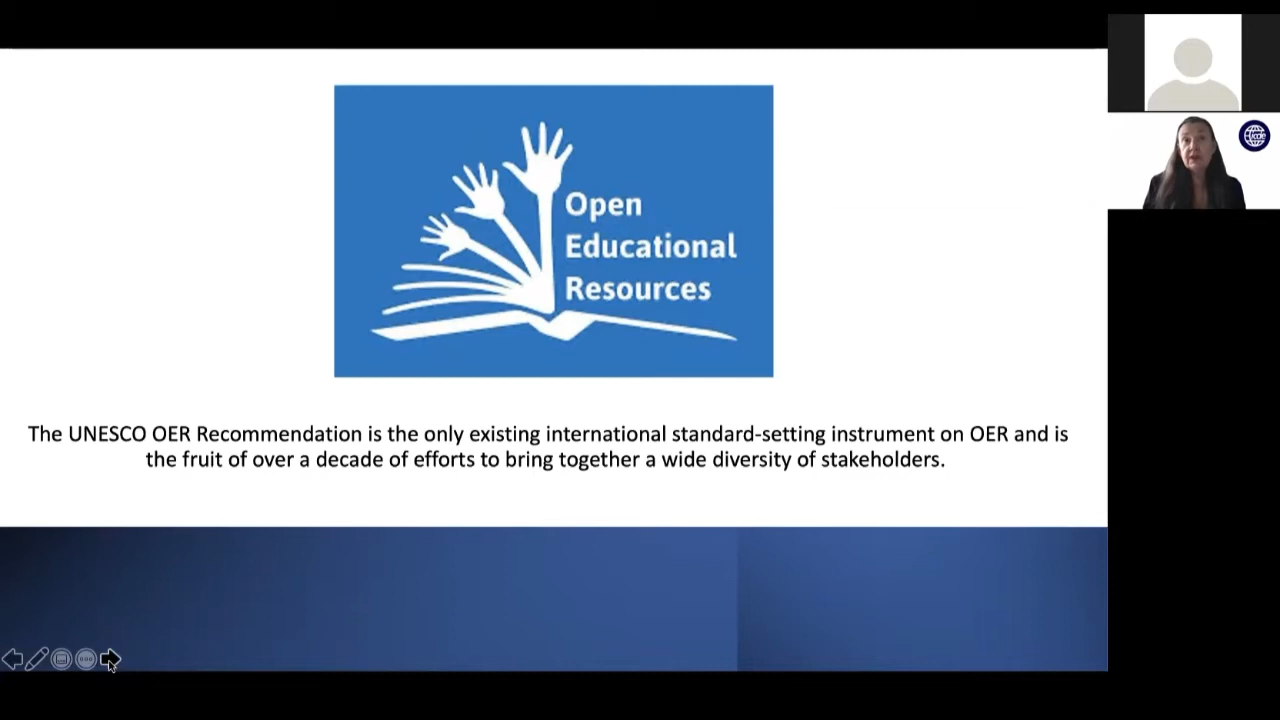 Open
Educational
Resources
icde
The UNESCO OER Recommendation is the only existing international standard-setting instrument on OER and is
the fruit of over a decade of efforts to bring together a wide diversity of stakeholders.